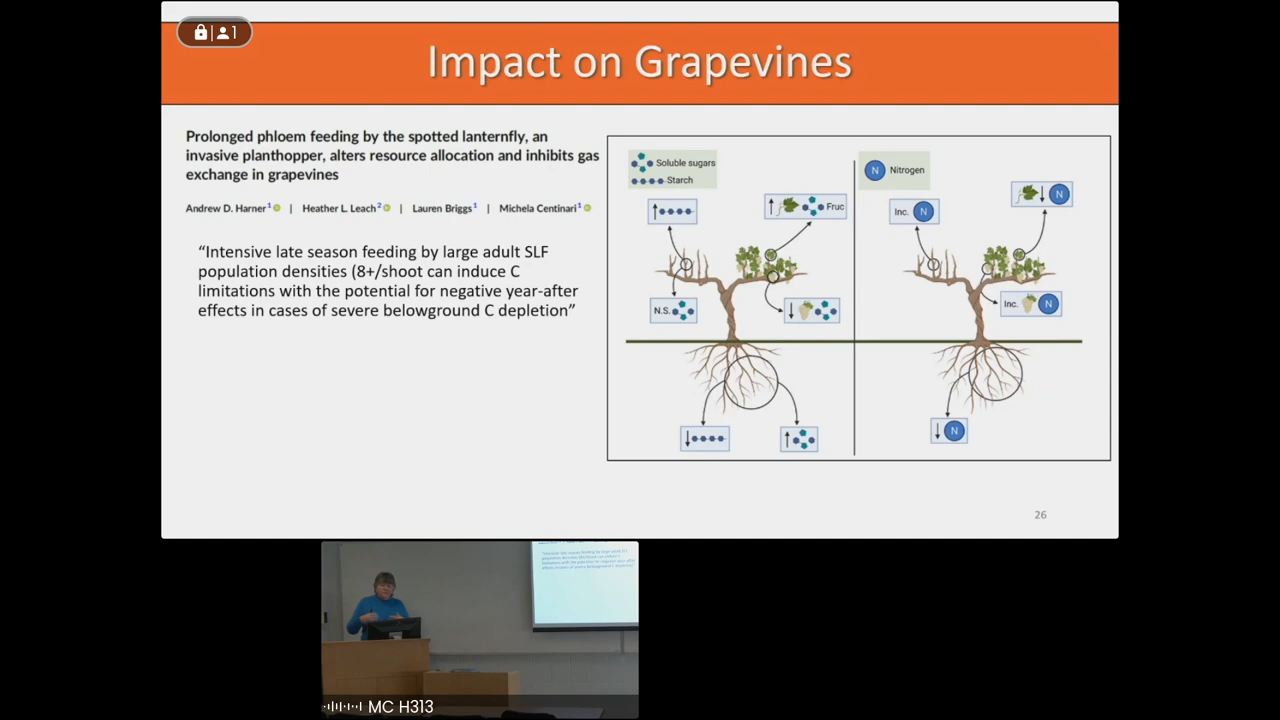 1
Impact on Grapevines
Prolonged phloem feeding by the spotted lanternfly, an
invasive planthopper, alters resource allocation and inhibits gas
exchange in grapevines
Andrew D. Harner1 | Heather L. Leach2 | Lauren Briggs1 | Michela Centinari1
“Intensive late season feeding by large adult SLF
population densities (8+/shoot can induce C
limitations with the potential for negative year-after
effects in cases of severe belowground C depletion”
Soluble sugars
Starch
Fruc
N.S.
N Nitrogen
Inc. N
N
Inc. N
N
26
MC H313